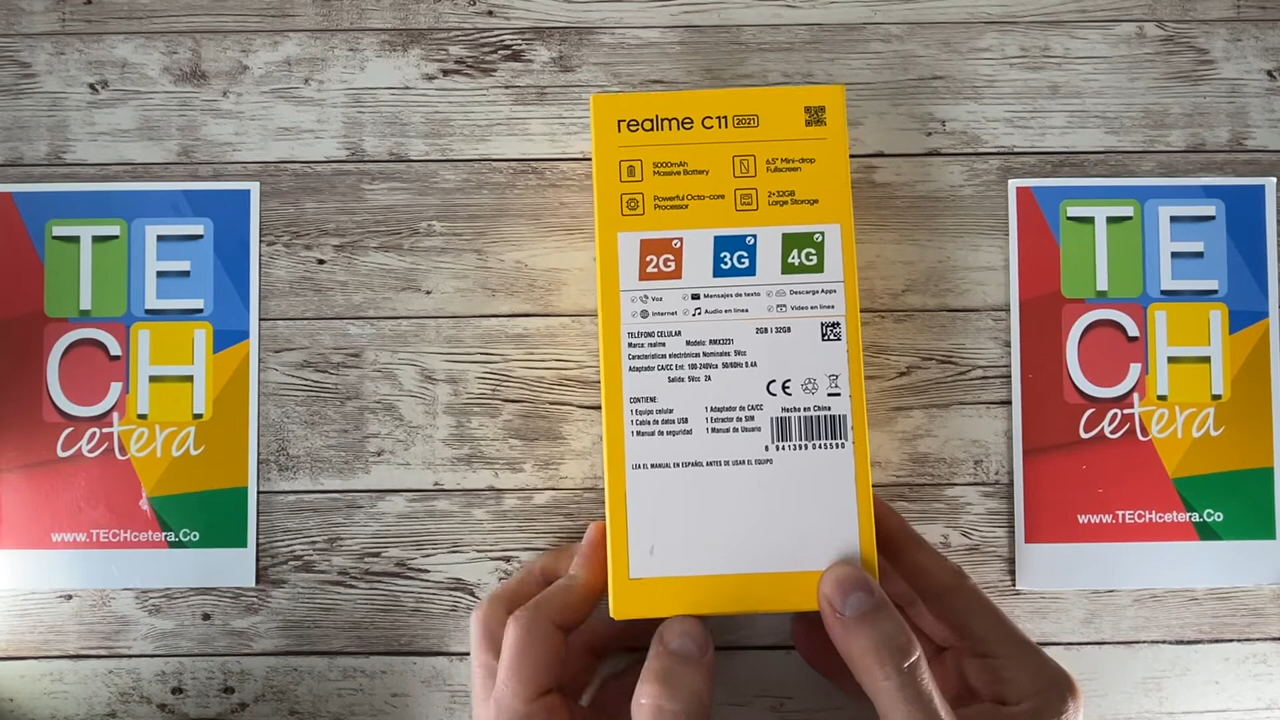 realme C11 2021
5000mAh
Massive Battery
6.5" Mini-drop
Fullscreen
Powerful Octa-core
Processor
2+32GB
Large Storage
2G
3G
4G
Voz
Mensajes de texto
Descarga Apps
Internet
Audio en línea
Video en línea
TELÉFONO CELULAR
2GB I 32GB
Marca: realme
Modelo: RMX3231
Características electrónicas Nominales: 5Vcc
Adaptador CA/CC Ent: 100-240Vca 50/60Hz 0.4A
Salida: 5Vcc 2A
CE
CONTIENE:
1 Equipo celular
1 Cable de datos USB
1 Manual de seguridad
1 Adaptador de CA/CC
1 Extractor de SIM
1 Manual de Usuario
Hecho en China
6 941399 045590
LEA EL MANUAL EN ESPAÑOL ANTES DE USAR EL EQUIPO
TE
CH
cetera
www.TECHcetera.Co
TE
CH
cetera
www.TECHcetera.Co